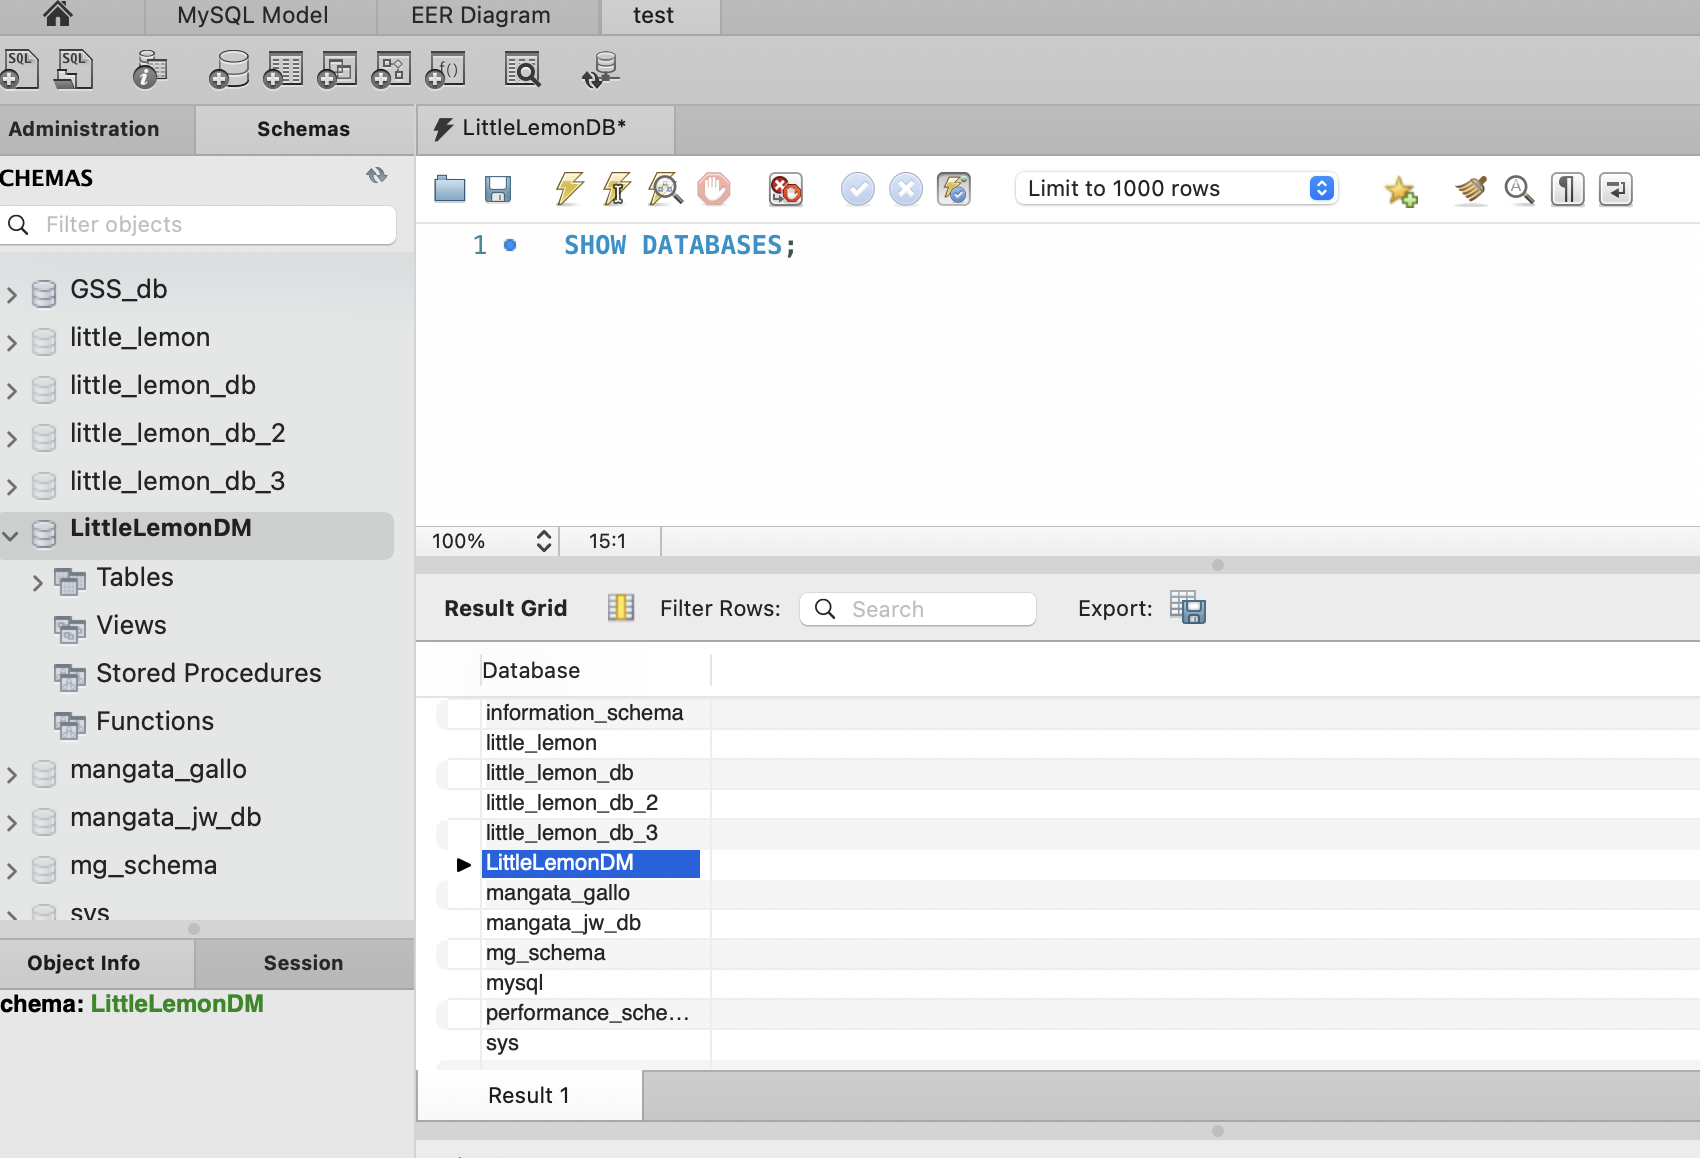 MySQL Model EER Diagram test
SQL SQL
Administration Schemas LittleLemonDB*
CHEMAS
Filter objects
Limit to 1000 rows
1 SHOW DATABASES;
GSS_db
little_lemon
little_lemon_db
little_lemon_db_2
little_lemon_db_3
LittleLemonDM
Tables
Views
Stored Procedures
Functions
mangata_gallo
mangata_jw_db
mg_schema
sys
100% 15:1
Result Grid Filter Rows: Search Export:
Database
information_schema
little_lemon
little_lemon_db
little_lemon_db_2
little_lemon_db_3
LittleLemonDM
mangata_gallo
mangata_jw_db
mg_schema
mysql
performance_sche...
sys
Result 1
Object Info Session
chema: LittleLemonDM